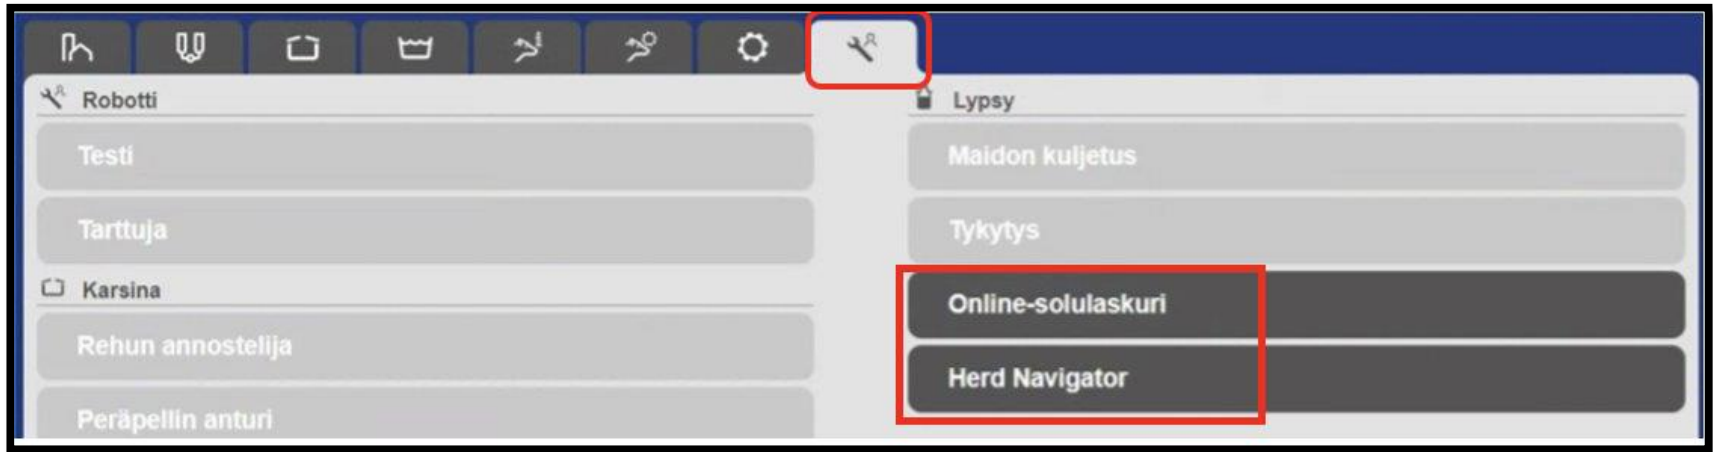 Robotti
Testi
Tarttuja
Karsina
Rehun annostelija
Peräpellin anturi
Lypsy
Maidon kuljetus
Tykytys
Online-solulaskuri
Herd Navigator